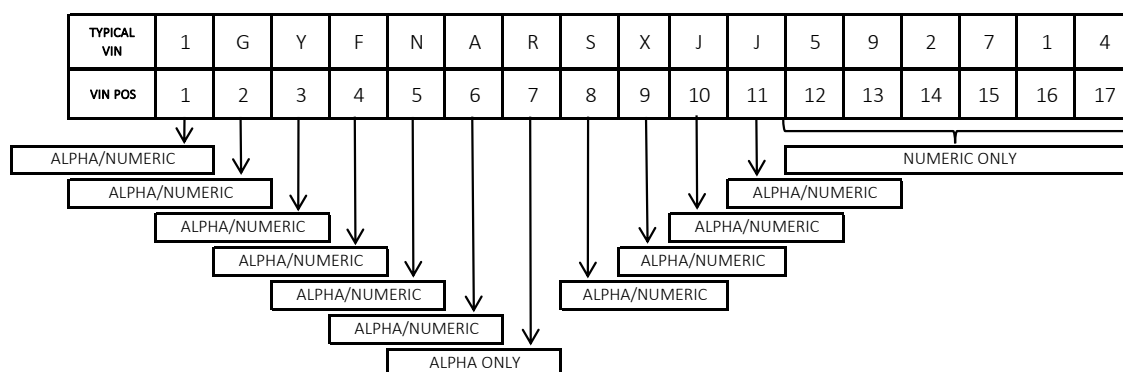 TYPICAL VIN 1 G Y F N A R S X J J 5 9 2 7 1 4
VIN POS 1 2 3 4 5 6 7 8 9 10 11 12 13 14 15 16 17
ALPHA/NUMERIC NUMERIC ONLY
ALPHA/NUMERIC ALPHA/NUMERIC
ALPHA/NUMERIC ALPHA/NUMERIC
ALPHA/NUMERIC ALPHA/NUMERIC
ALPHA/NUMERIC ALPHA/NUMERIC
ALPHA/NUMERIC
ALPHA ONLY